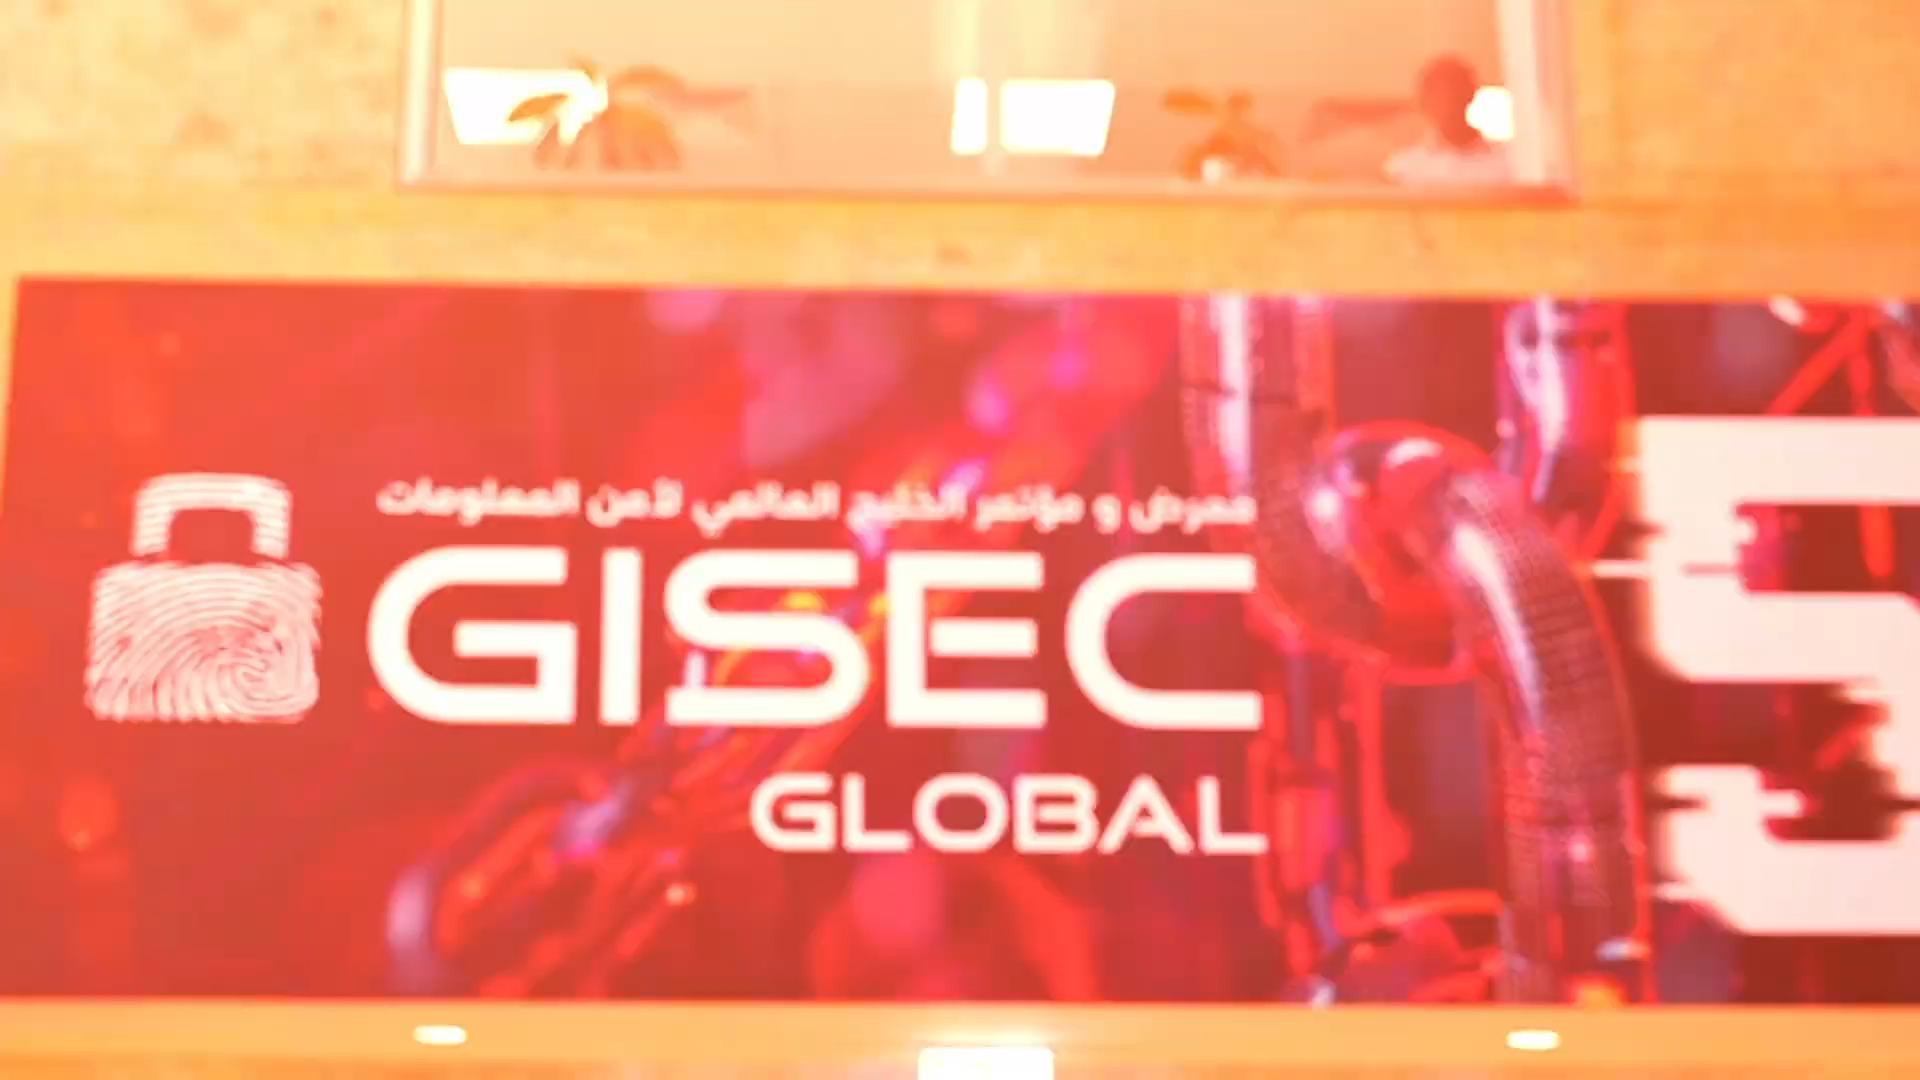 معرض و مؤتمر الخليج العالمي لأمن المعلومات
GISEC
GLOBAL